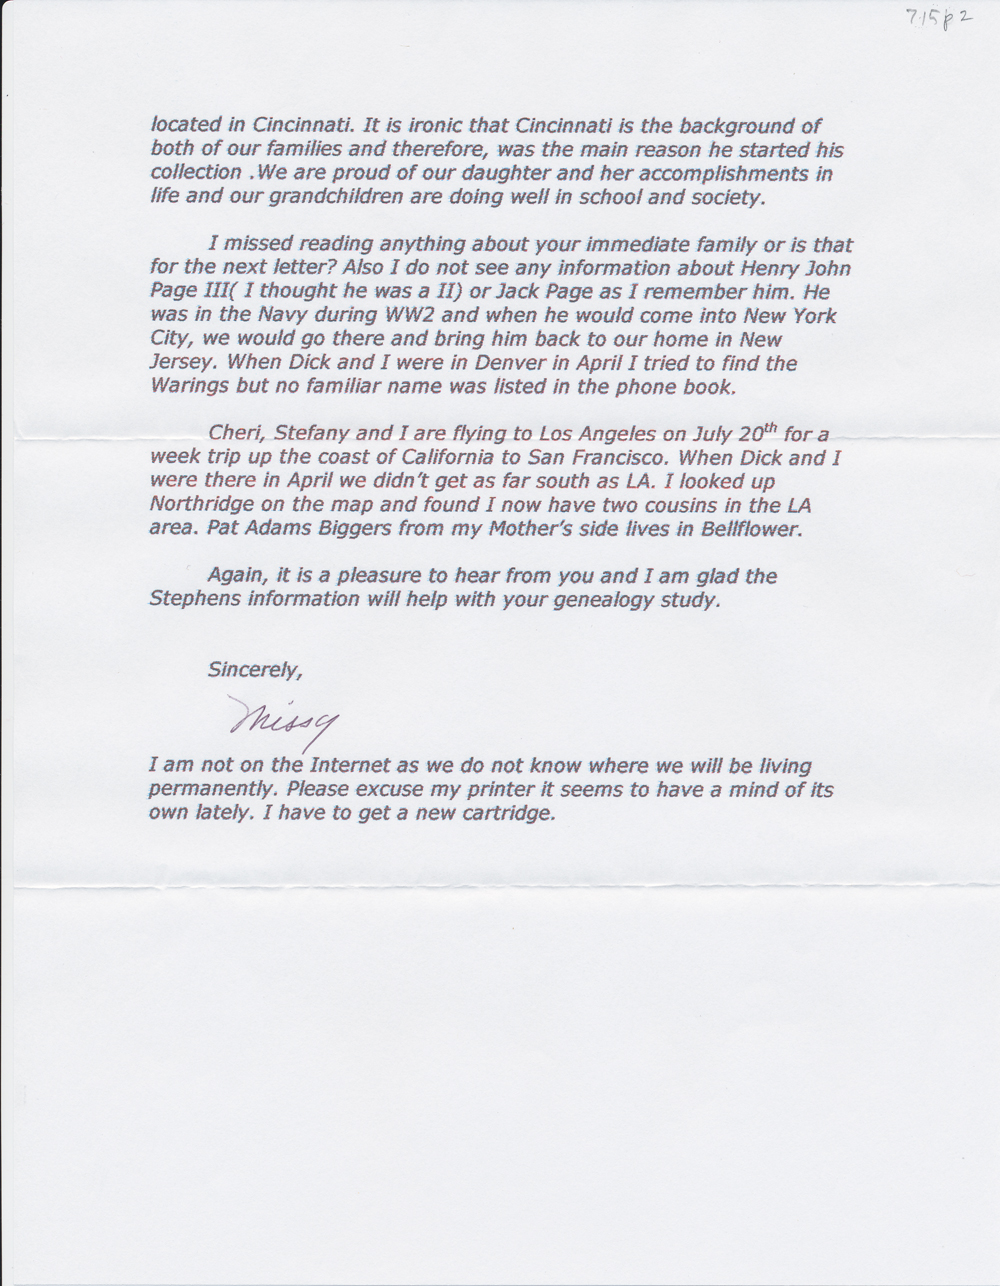 7.15 p 2
located in Cincinnati. It is ironic that Cincinnati is the background of
both of our families and therefore, was the main reason he started his
collection .We are proud of our daughter and her accomplishments in
life and our grandchildren are doing well in school and society.
I missed reading anything about your immediate family or is that
for the next letter? Also I do not see any information about Henry John
Page III( I thought he was a II) or Jack Page as I remember him. He
was in the Navy during WW2 and when he would come into New York
City, we would go there and bring him back to our home in New
Jersey. When Dick and I were in Denver in April I tried to find the
Warings but no familiar name was listed in the phone book.
Cheri, Stefany and I are flying to Los Angeles on July 20th for a
week trip up the coast of California to San Francisco. When Dick and I
were there in April we didn't get as far south as LA. I looked up
Northridge on the map and found I now have two cousins in the LA
area. Pat Adams Biggers from my Mother's side lives in Bellflower.
Again, it is a pleasure to hear from you and I am glad the
Stephens information will help with your genealogy study.
Sincerely,
Missy
I am not on the Internet as we do not know where we will be living
permanently. Please excuse my printer it seems to have a mind of its
own lately. I have to get a new cartridge.